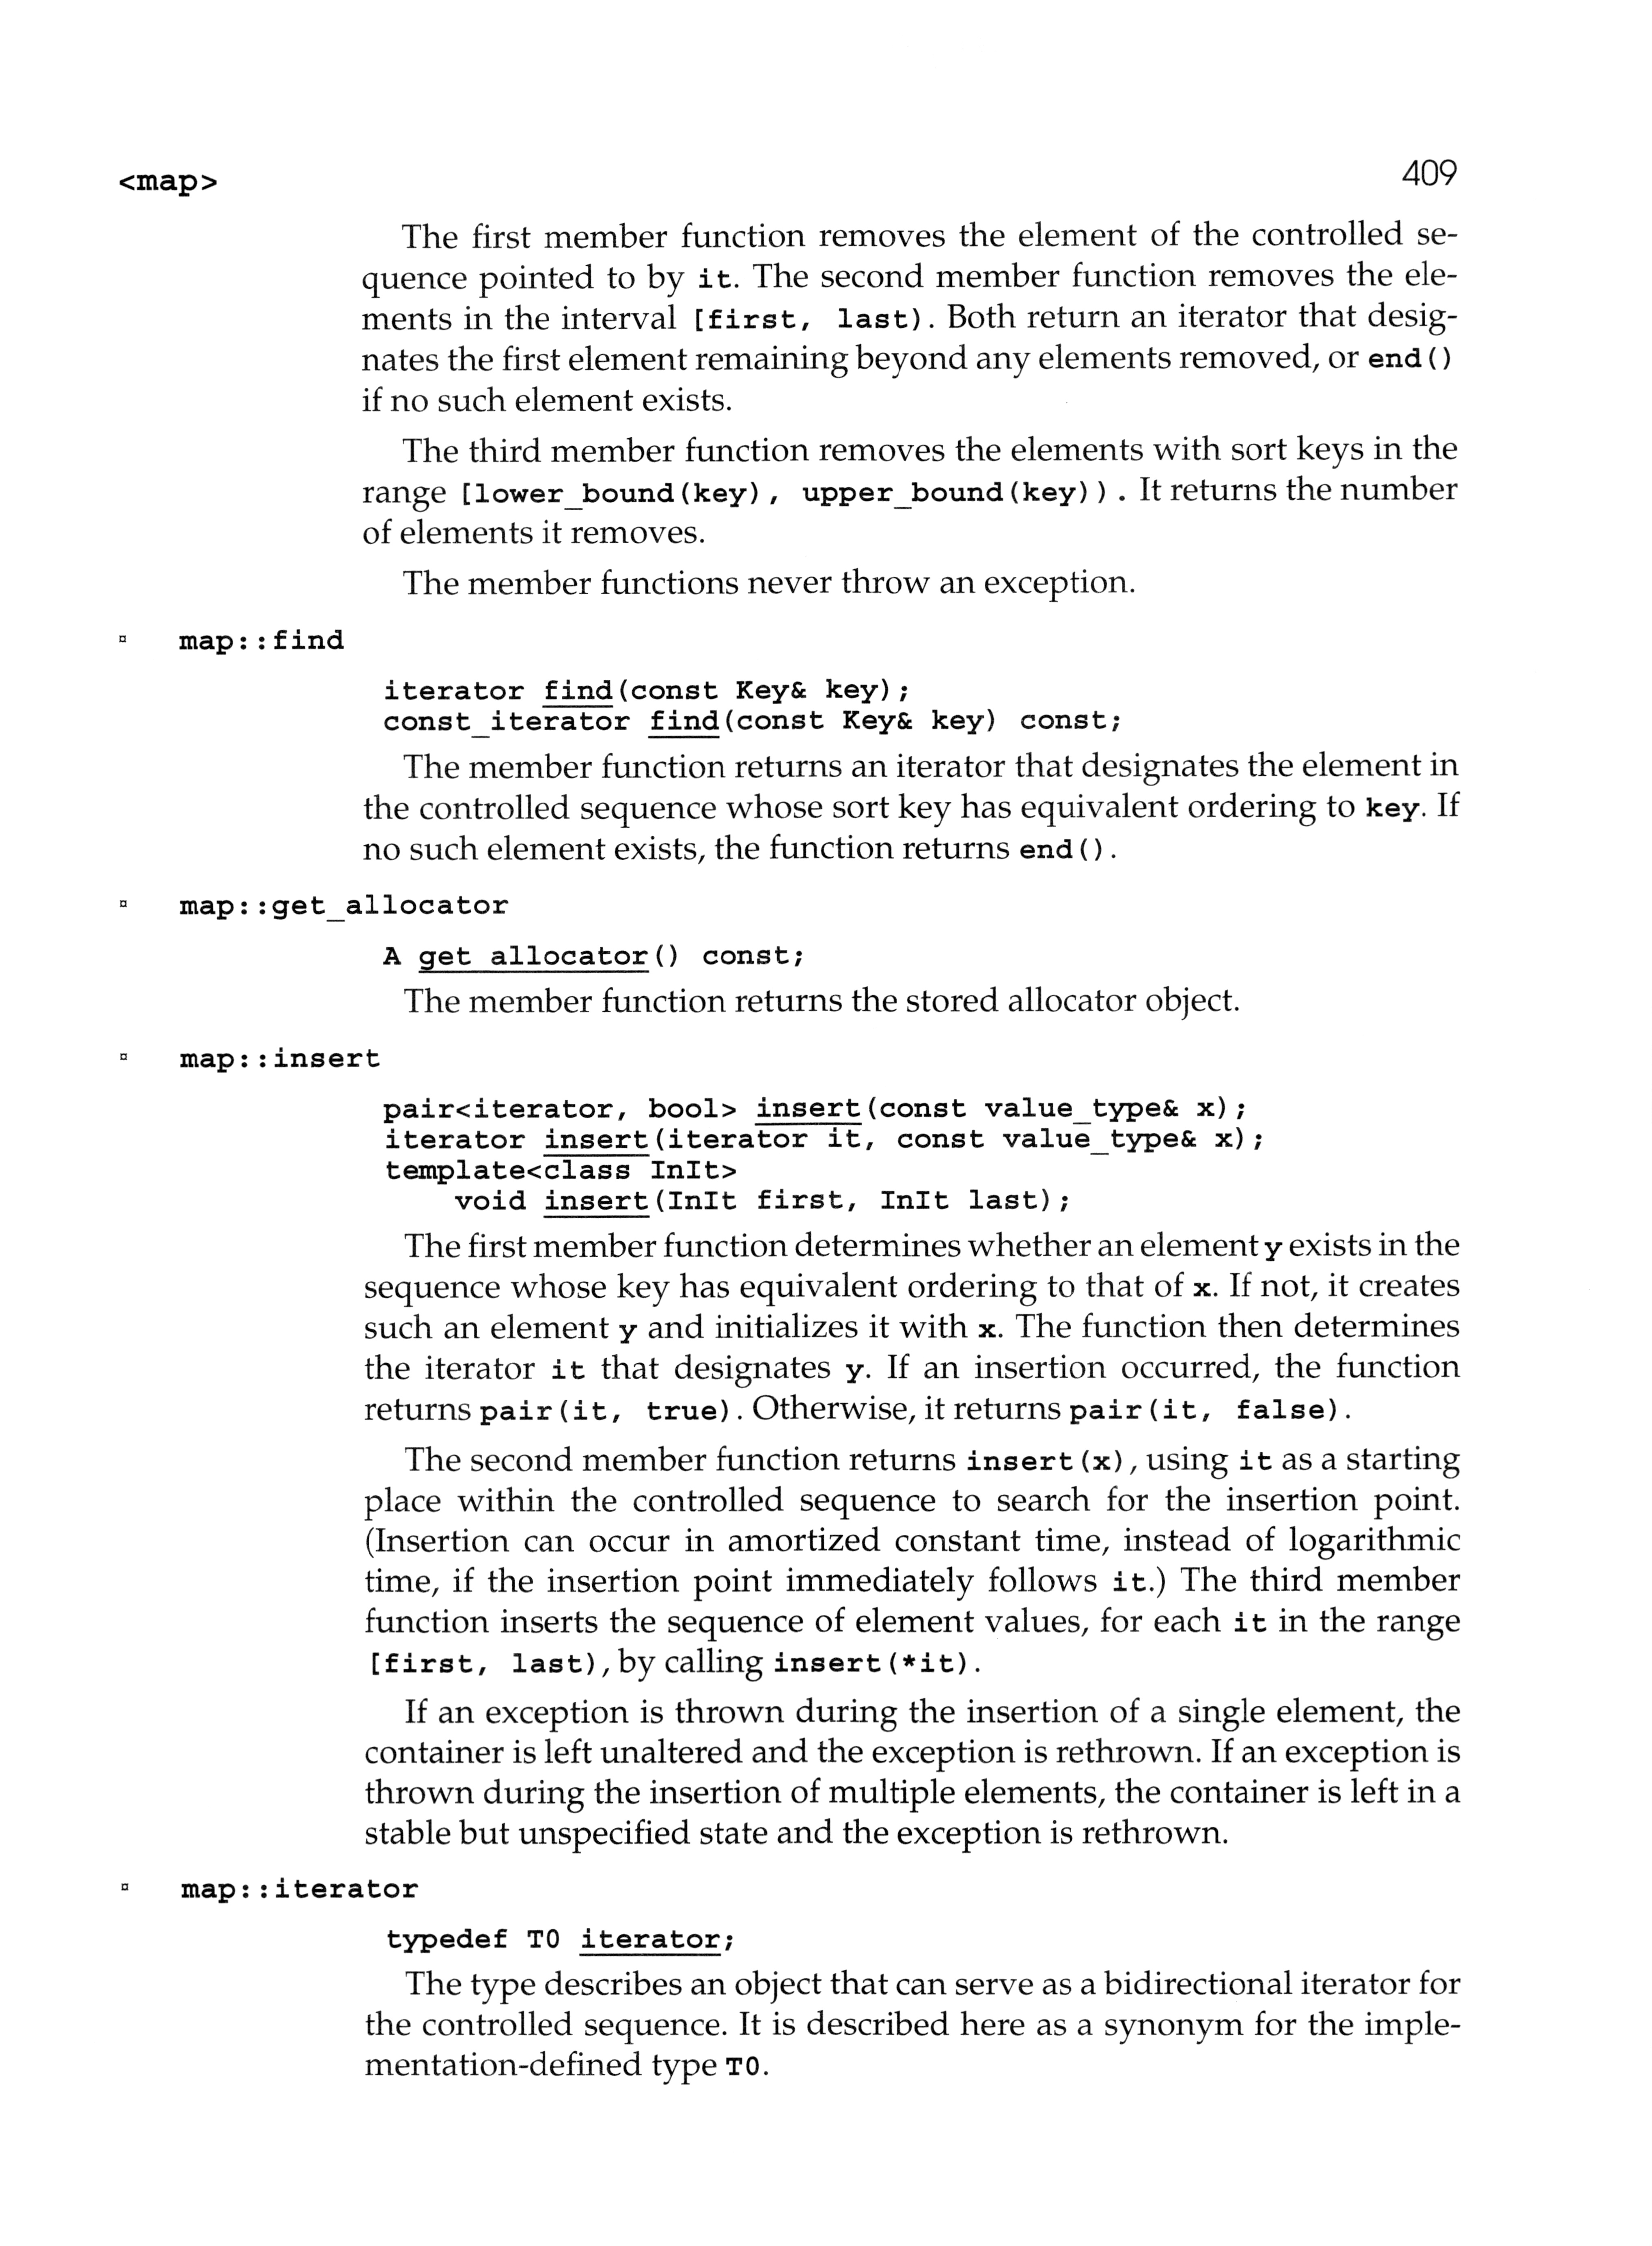 <map>
409
The first member function removes the element of the controlled se-
quence pointed to by it. The second member function removes the ele-
ments in the interval [first, last). Both return an iterator that desig-
nates the first element remaining beyond any elements removed, or end()
if no such element exists.
The third member function removes the elements with sort keys in the
range [lower_bound(key), upper_bound(key)). It returns the number
of elements it removes.
The member functions never throw an exception.
▫ map::find
iterator find(const Key& key);
const_iterator find(const Key& key) const;
The member function returns an iterator that designates the element in
the controlled sequence whose sort key has equivalent ordering to key. If
no such element exists, the function returns end().
▫ map::get_allocator
A get_allocator() const;
The member function returns the stored allocator object.
▫ map::insert
pair<iterator, bool> insert(const value_type& x);
iterator insert(iterator it, const value_type& x);
template<class InIt>
void insert(InIt first, InIt last);
The first member function determines whether an element y exists in the
sequence whose key has equivalent ordering to that of x. If not, it creates
such an element y and initializes it with x. The function then determines
the iterator it that designates y. If an insertion occurred, the function
returns pair(it, true). Otherwise, it returns pair(it, false).
The second member function returns insert(x), using it as a starting
place within the controlled sequence to search for the insertion point.
(Insertion can occur in amortized constant time, instead of logarithmic
time, if the insertion point immediately follows it.) The third member
function inserts the sequence of element values, for each it in the range
[first, last), by calling insert(*it).
If an exception is thrown during the insertion of a single element, the
container is left unaltered and the exception is rethrown. If an exception is
thrown during the insertion of multiple elements, the container is left in a
stable but unspecified state and the exception is rethrown.
▫ map::iterator
typedef T0 iterator;
The type describes an object that can serve as a bidirectional iterator for
the controlled sequence. It is described here as a synonym for the imple-
mentation-defined type T0.